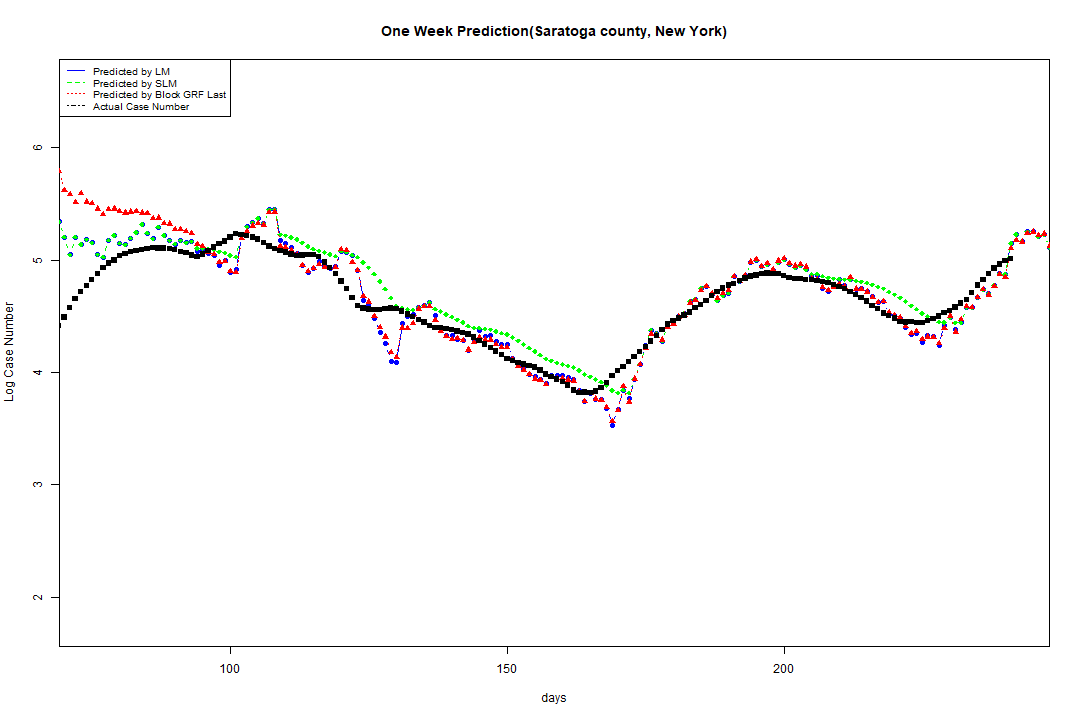 One Week Prediction(Saratoga county, New York)
Predicted by LM
Predicted by SLM
Predicted by Block GRF Last
Actual Case Number
6
5
4
3
2
Log Case Number
100
150
200
days